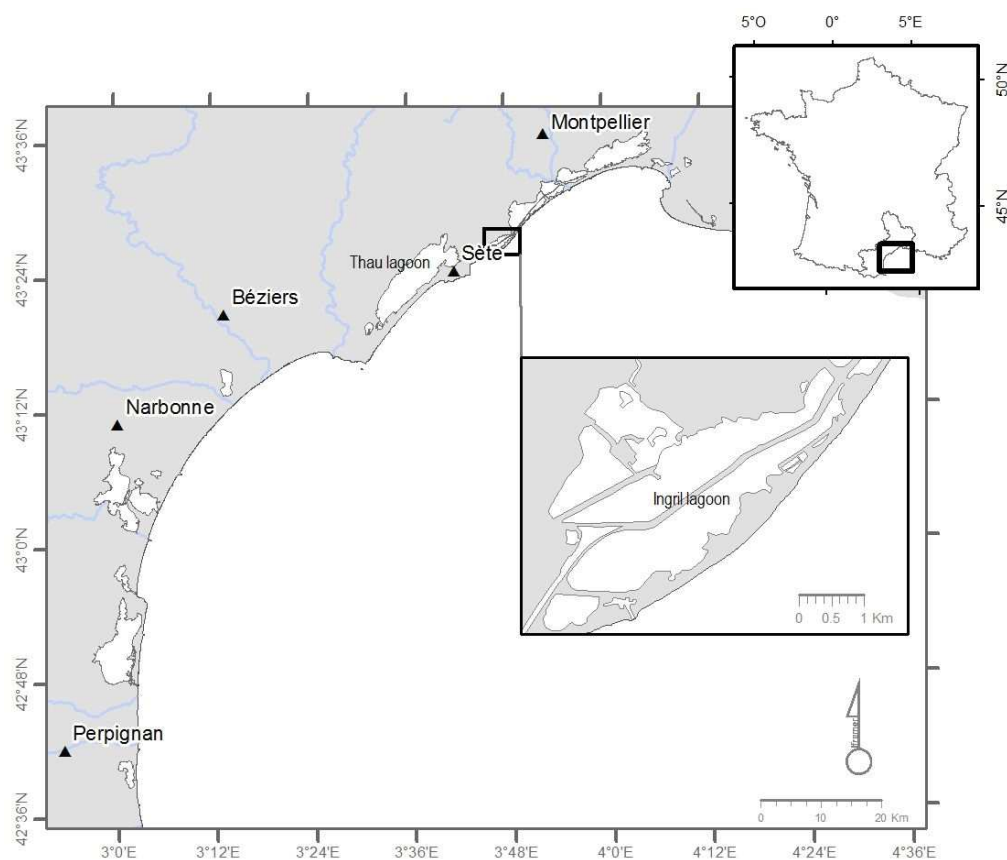 5°O 0° 5°E
50°N
45°N
Montpellier
43°36'N
Thau lagoon
Sète
43°24'N
Béziers
43°12'N
Narbonne
Ingril lagoon
43°0'N
0 0.5 1 Km
42°48'N
Perpignan
Ifremer
0 10 20 Km
42°36'N
3°0'E 3°12'E 3°24'E 3°36'E 3°48'E 4°0'E 4°12'E 4°24'E 4°36'E